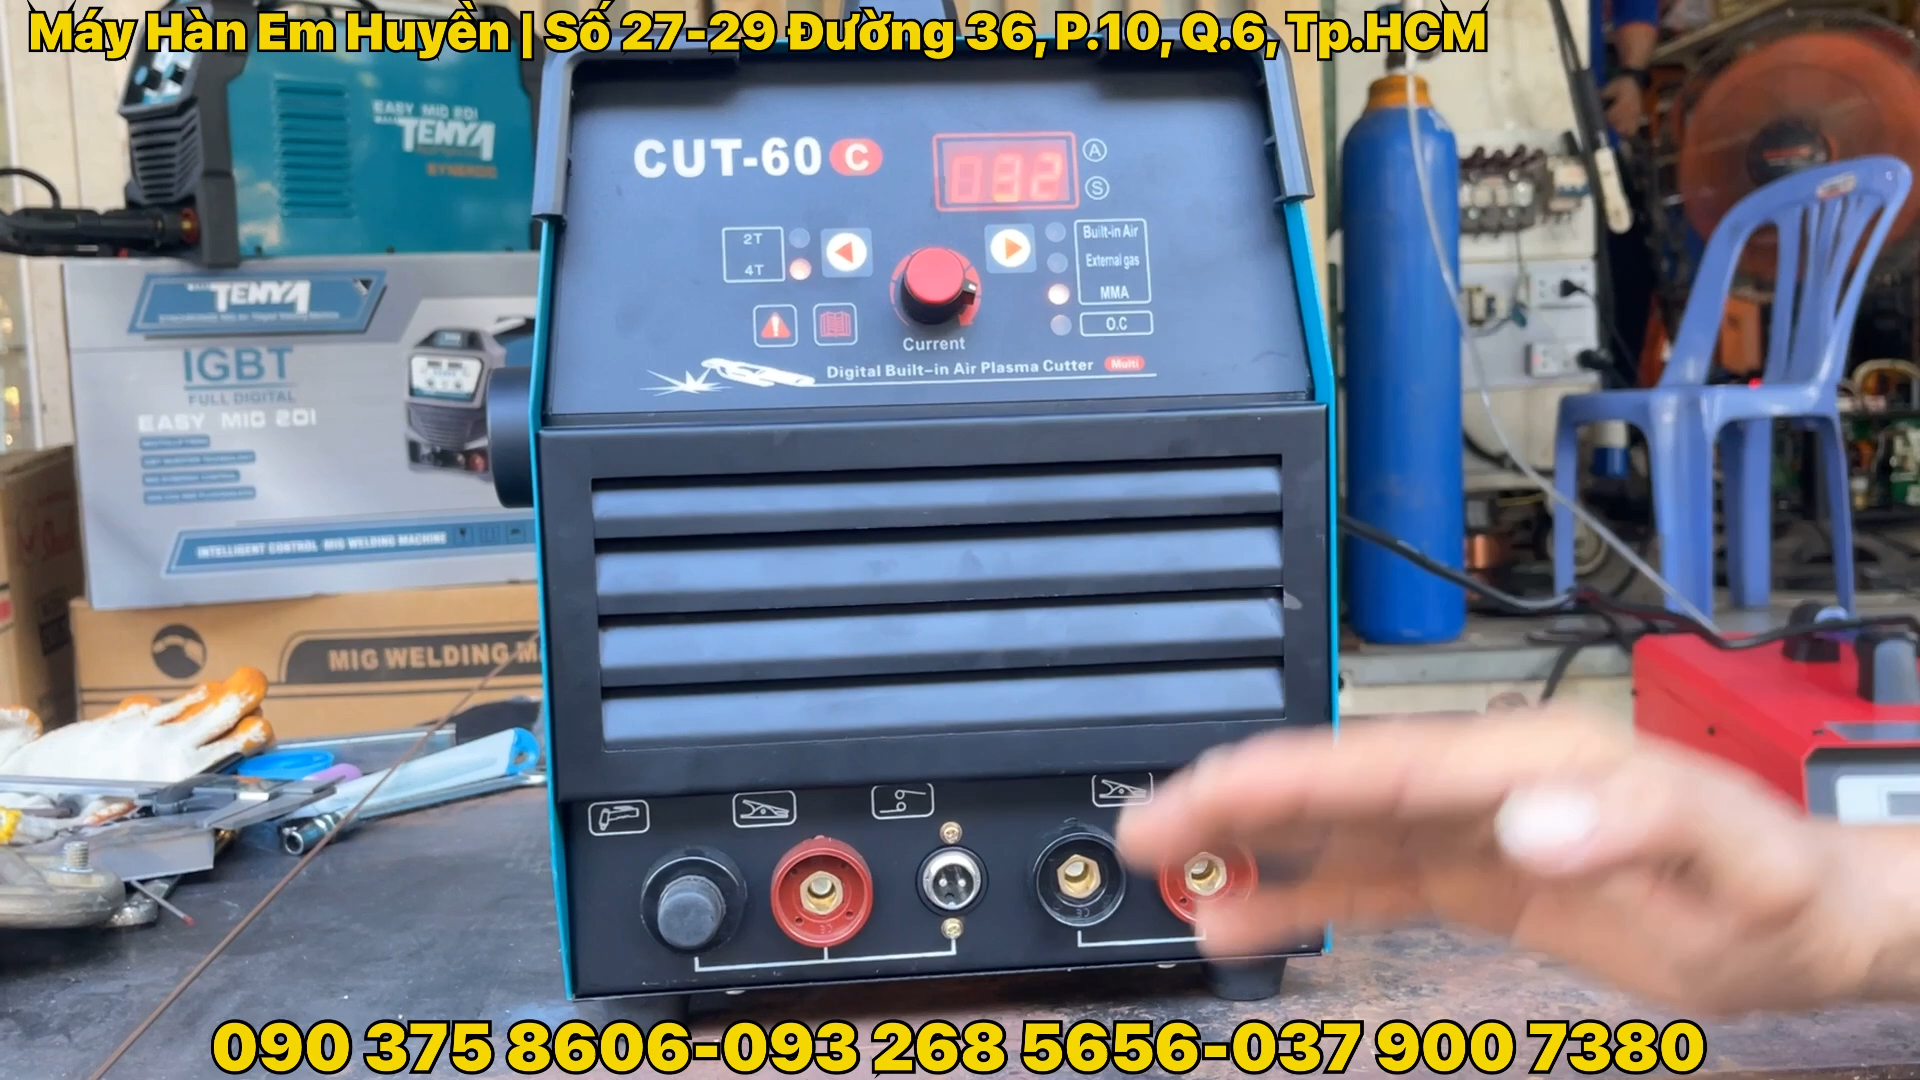 Máy Hàn Em Huyền | Số 27-29 Đường 36, P.10, Q.6, Tp.HCM
EASY MIG 201
TENYA
CUT-60 C
32
A
S
2T
4T
Built-in Air
External gas
MMA
O.C
Current
Digital Built-in Air Plasma Cutter Multi
TENYA
IGBT
FULL DIGITAL
EASY MIG 201
INTELLIGENT CONTROL MIG WELDING MACHINE
MIG WELDING M
090 375 8606-093 268 5656-037 900 7380